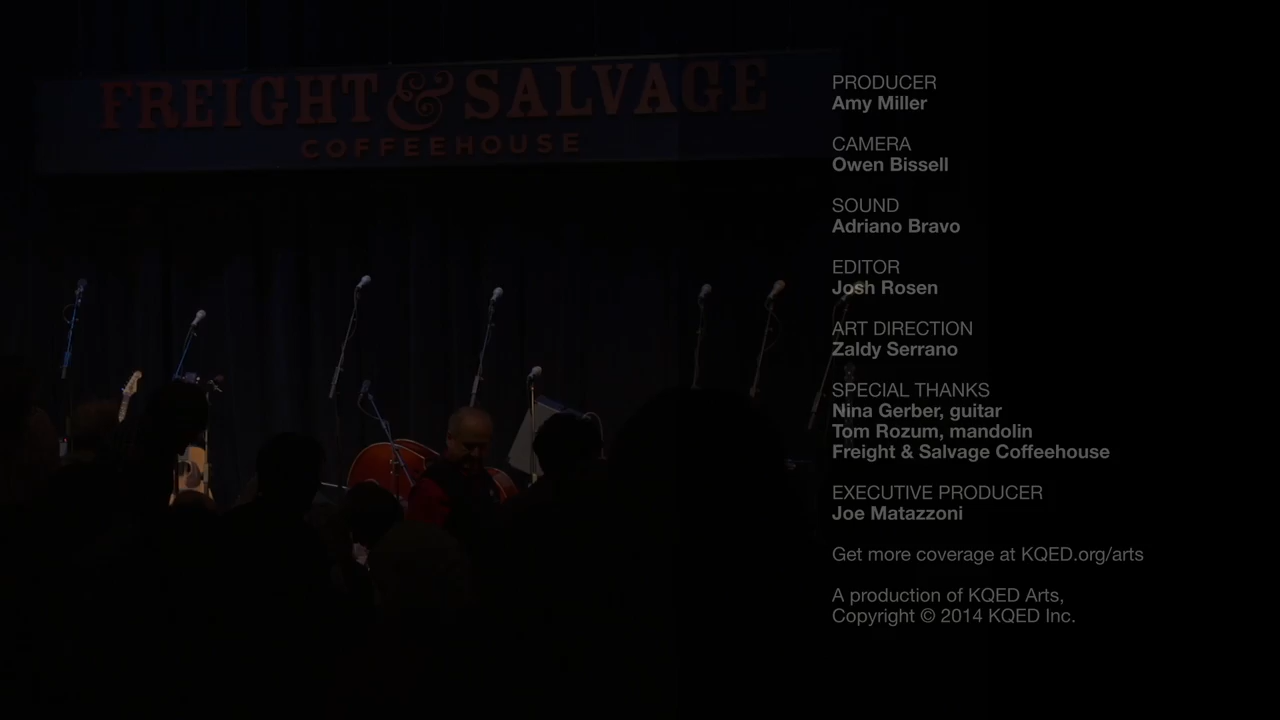 FREIGHT & SALVAGE
COFFEEHOUSE
PRODUCER
Amy Miller
CAMERA
Owen Bissell
SOUND
Adriano Bravo
EDITOR
Josh Rosen
ART DIRECTION
Zaldy Serrano
SPECIAL THANKS
Nina Gerber, guitar
Tom Rozum, mandolin
Freight & Salvage Coffeehouse
EXECUTIVE PRODUCER
Joe Matazzoni
Get more coverage at KQED.org/arts
A production of KQED Arts,
Copyright © 2014 KQED Inc.